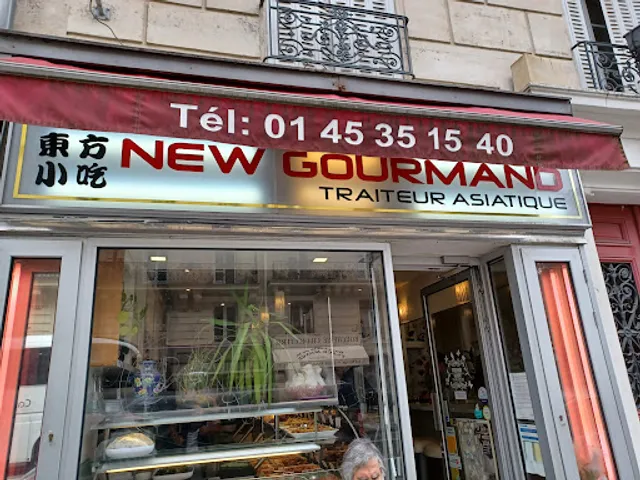 Tél: 01 45 35 15 40
東方
小吃
NEW GOURMAND
TRAITEUR ASIATIQUE